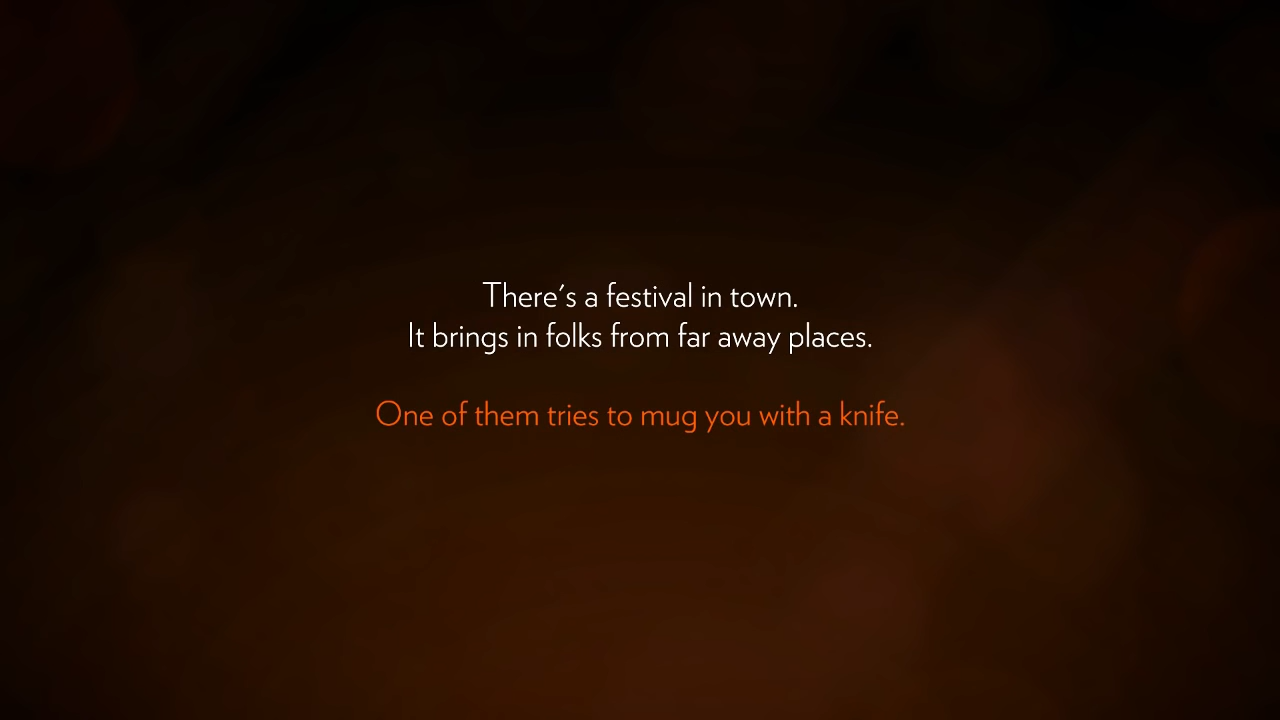 There's a festival in town.
It brings in folks from far away places.
One of them tries to mug you with a knife.